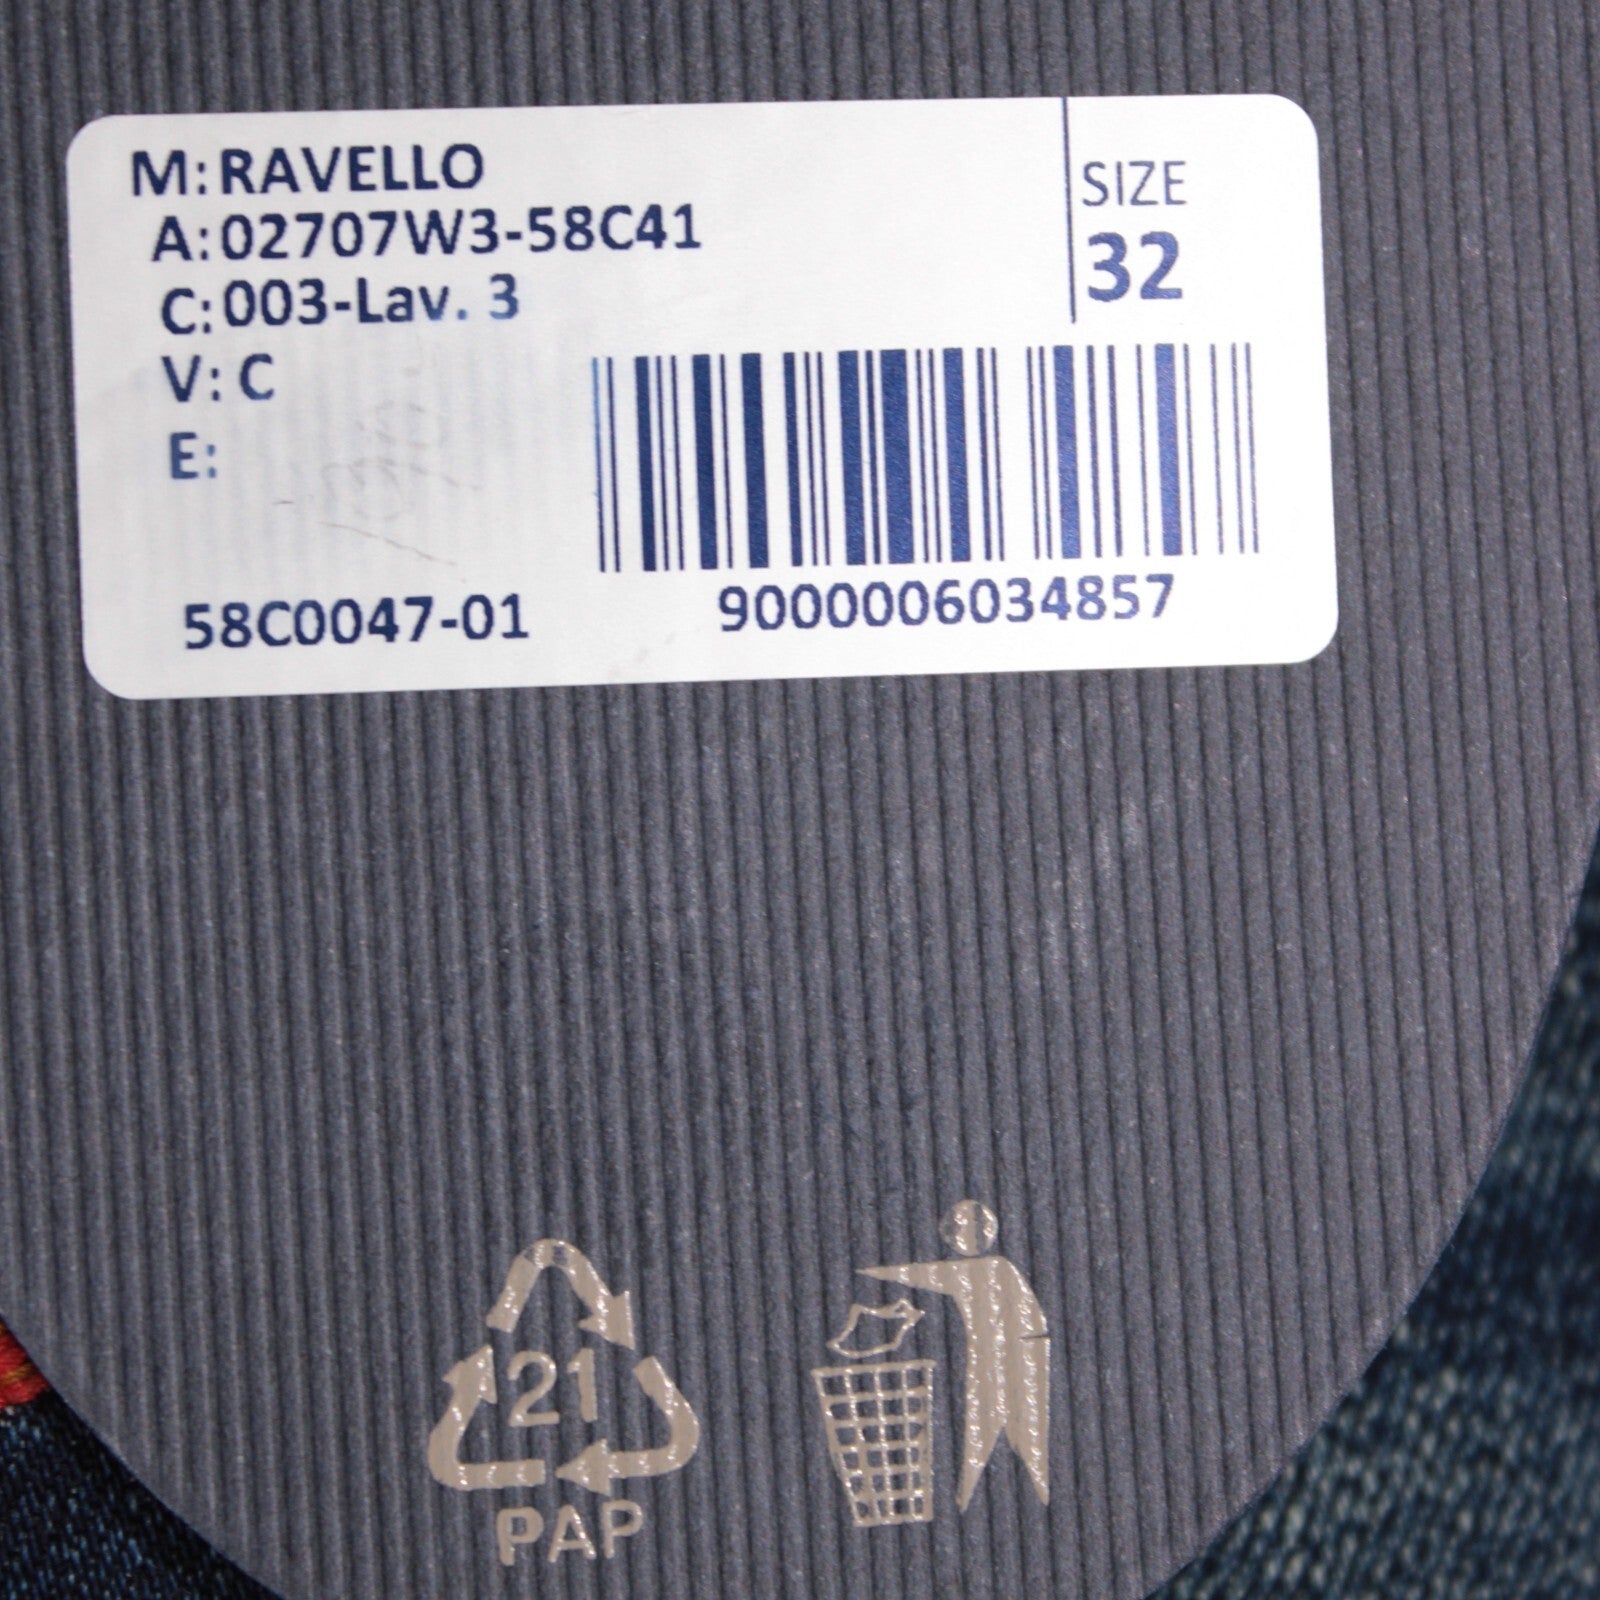 M: RAVELLO
A: 02707W3-58C41
C: 003-Lav. 3
V: C
E:
SIZE
32
58C0047-01
9000006034857
21
PAP